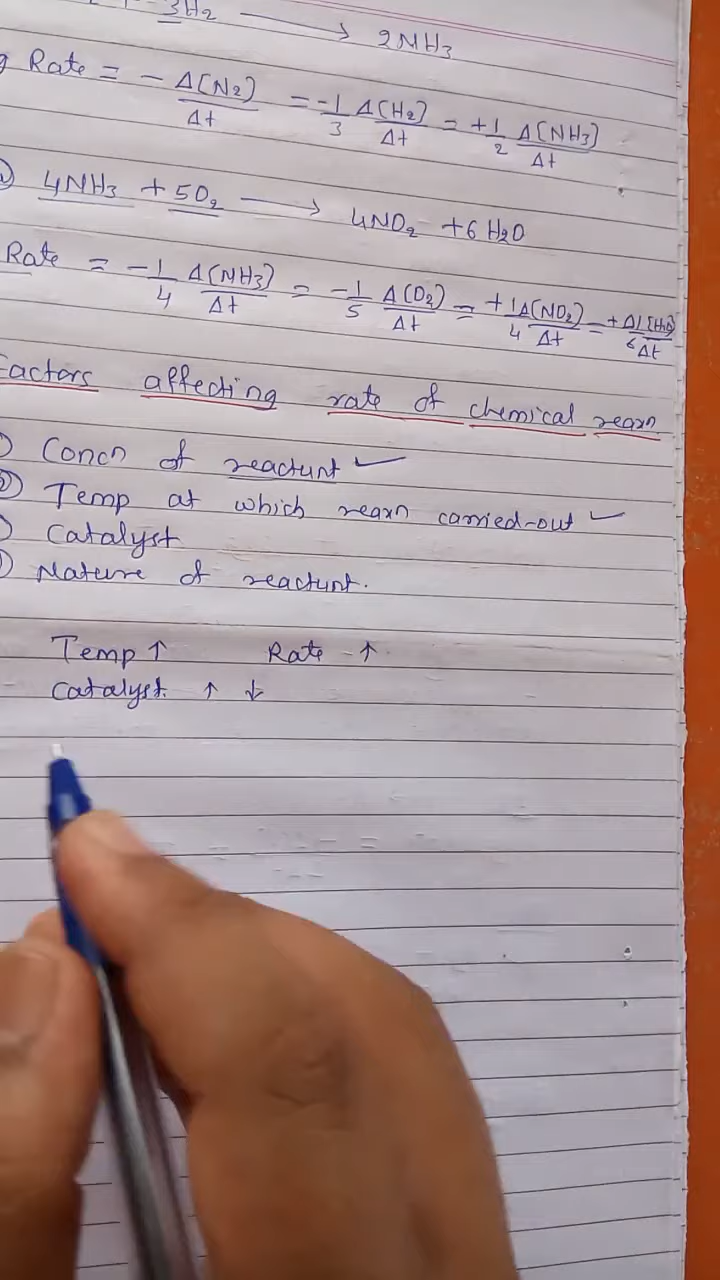 3H₂ ⟶ 2NH₃
Rate = - Δ(N₂)/Δt = -1/3 Δ(H₂)/Δt = +1/2 Δ(NH₃)/Δt
4NH₃ + 5O₂ ⟶ 4NO₂ + 6H₂O
Rate = -1/4 Δ(NH₃)/Δt = -1/5 Δ(O₂)/Δt = +1/4 Δ(NO₂)/Δt =
Factors affecting rate of chemical reaxn
Concn of reactant ✓
Temp at which reaxn carried-out ✓
Catalyst
Nature of reactant.
Temp ↑ Rate ↑
Catalyst. ↑ ↓